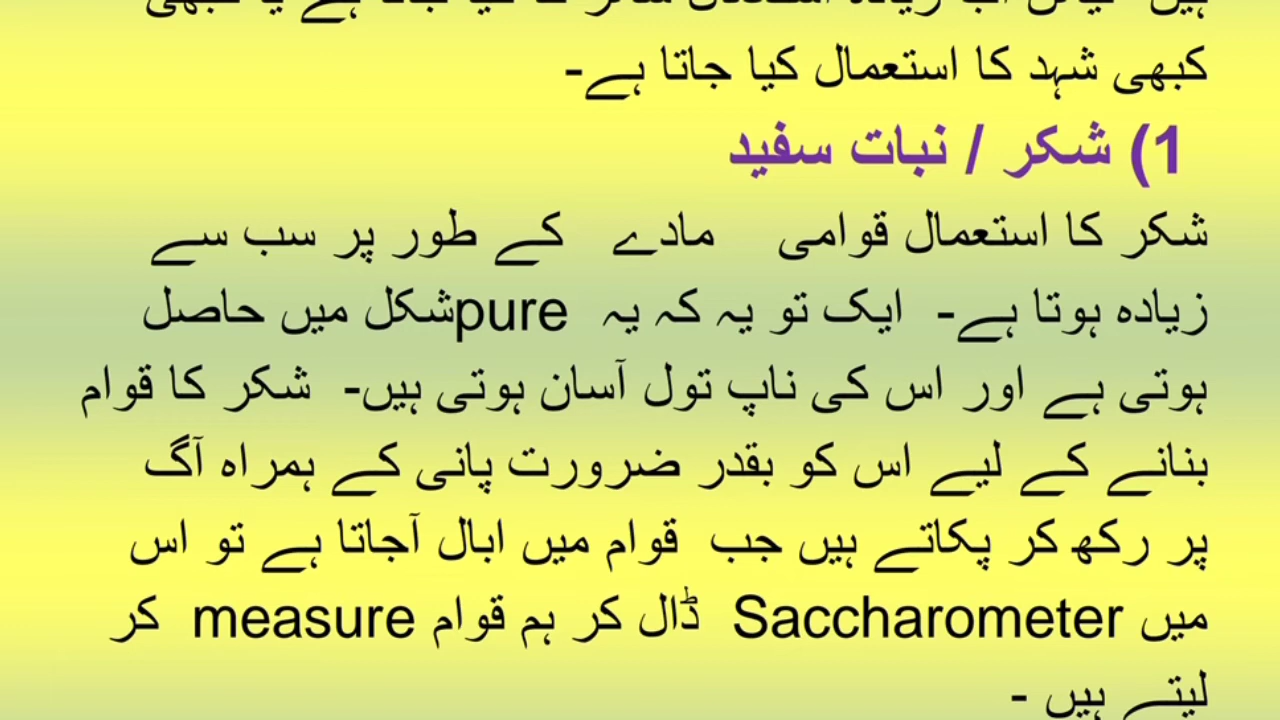 کبھی شہد کا استعمال کیا جاتا ہے-
1) شکر / نبات سفید
شکر کا استعمال قوامی مادے کے طور پر سب سے
زیادہ ہوتا ہے- ایک تو یہ کہ یہ pure شکل میں حاصل
ہوتی ہے اور اس کی ناپ تول آسان ہوتی ہیں- شکر کا قوام
بنانے کے لیے اس کو بقدر ضرورت پانی کے ہمراہ آگ
پر رکھ کر پکاتے ہیں جب قوام میں ابال آجاتا ہے تو اس
میں Saccharometer ڈال کر ہم قوام measure کر
لیتے ہیں -